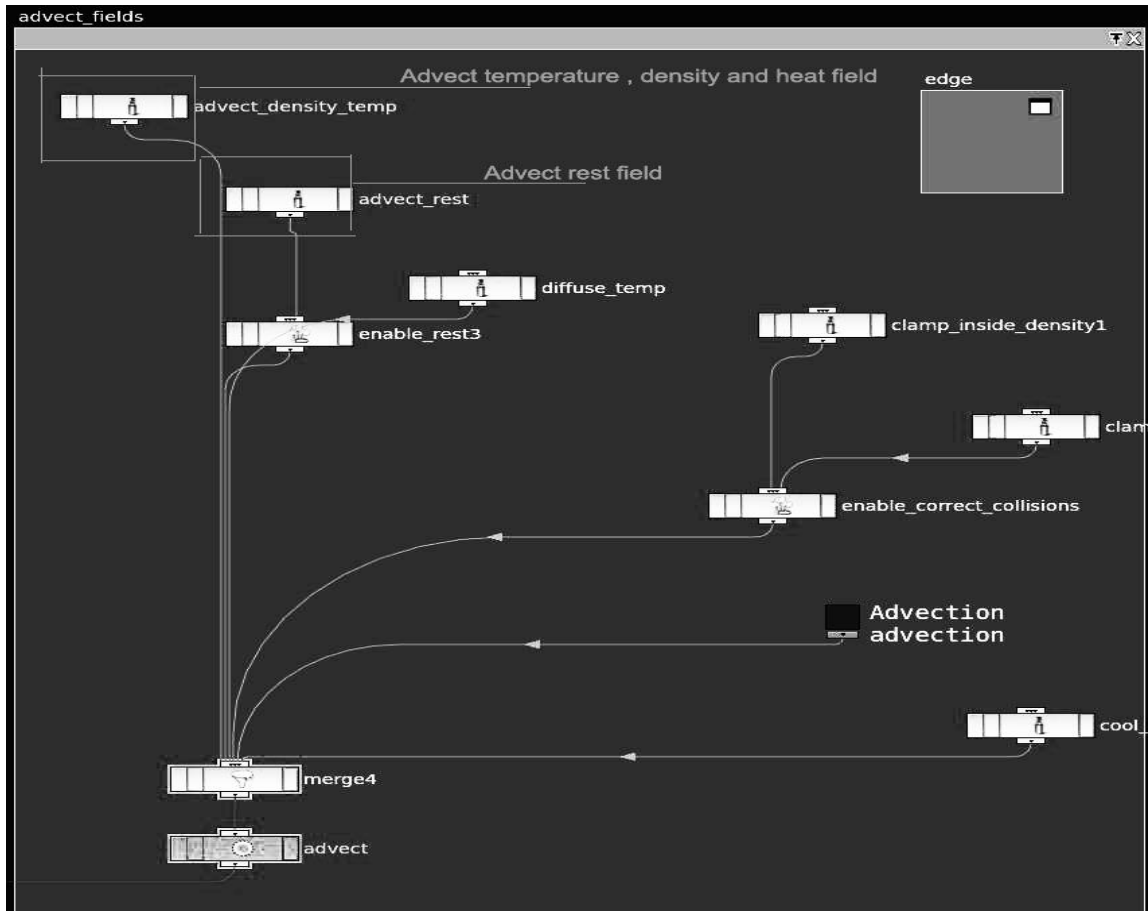 advect_fields
Advect temperature , density and heat field
edge
advect_density_temp
Advect rest field
advect_rest
diffuse_temp
clamp_inside_density1
enable_rest3
clam
enable_correct_collisions
Advection
advection
cool_
merge4
advect